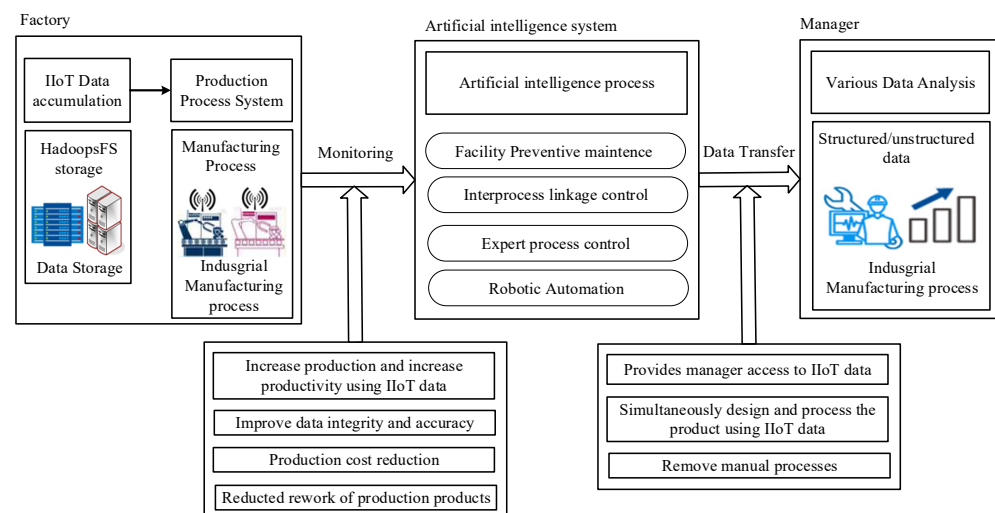 Factory
IIoT Data
accumulation
Production
Process System
HadoopsFS
storage
Data Storage
Manufacturing
Process
Indusgrial
Manufacturing
process
Monitoring
Artificial intelligence system
Artificial intelligence process
Facility Preventive maintence
Interprocess linkage control
Expert process control
Robotic Automation
Data Transfer
Manager
Various Data Analysis
Structured/unstructured
data
Indusgrial
Manufacturing process
Increase production and increase
productivity using IIoT data
Improve data integrity and accuracy
Production cost reduction
Reducted rework of production products
Provides manager access to IIoT data
Simultaneously design and process the
product using IIoT data
Remove manual processes